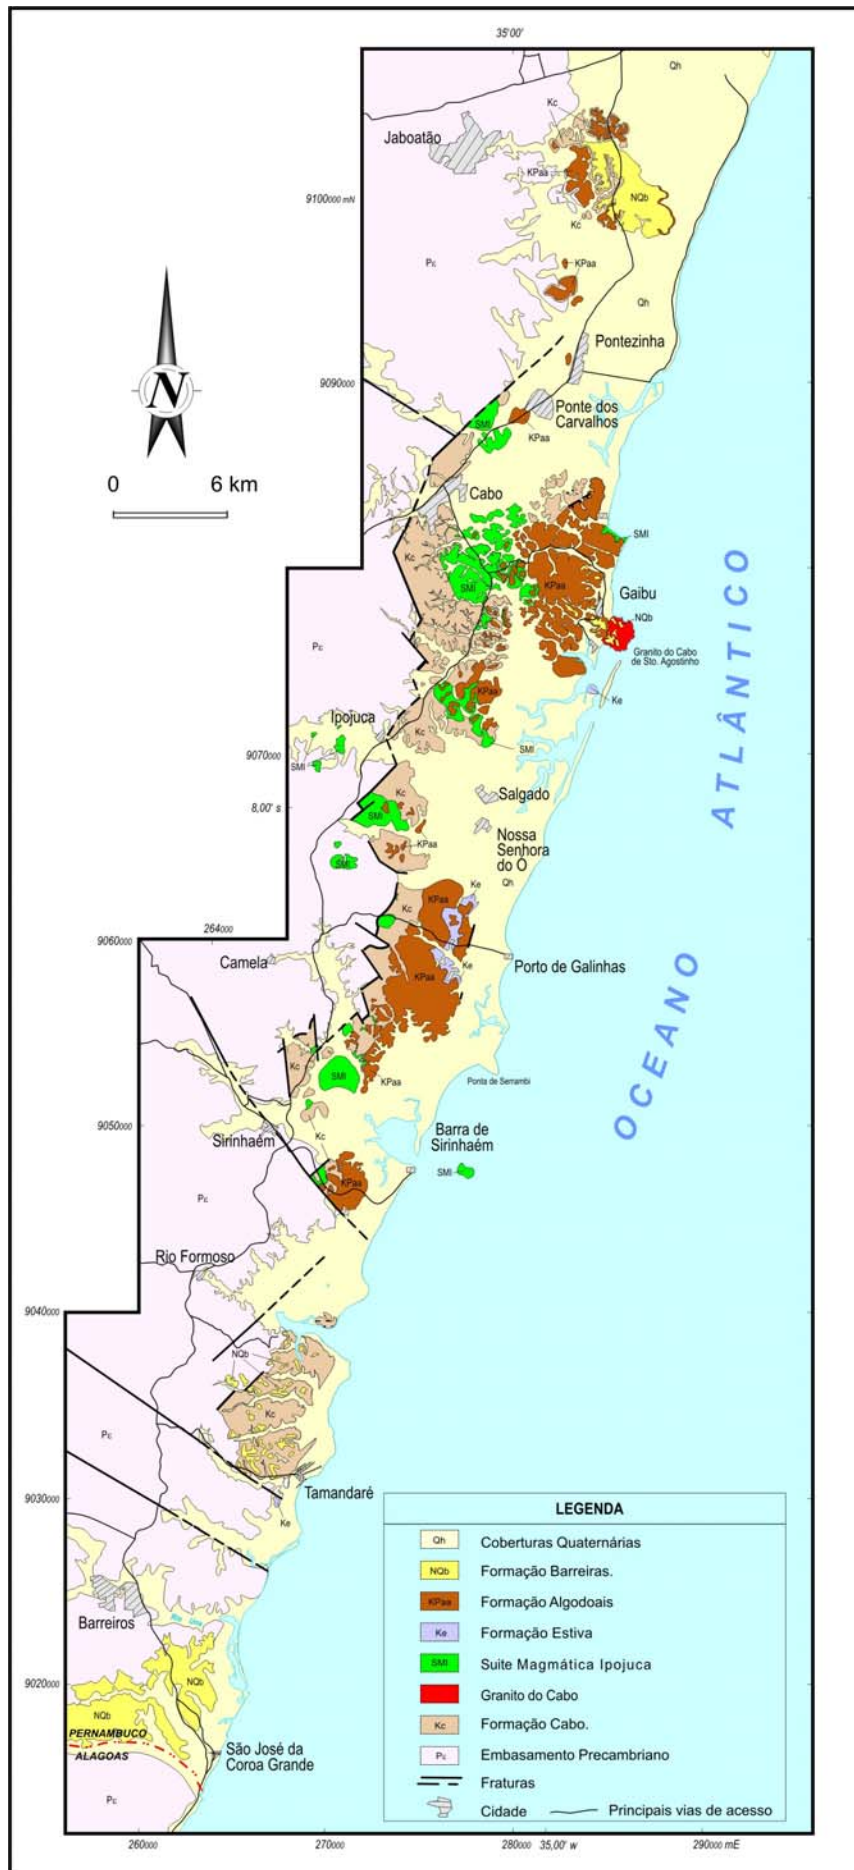 35'00'
Qh
Kc
Jaboatão
KPaa
9100000 mN
NQb
Kc
KPaa
Pε
Qh
Pontezinha
9090000
N
Ponte dos
Carvalhos
SMI
KPaa
0 6 km
Cabo
SMI
Kc
KPaa
SMI
Gaibu
NQb
Pε
Granito do Cabo
de Sto. Agostinho
KPaa
Ke
Ipojuca
Kc
SMI
9070000
SMI
8,00' s
Kc
Salgado
SMI
KPaa
Nossa
Senhora
do Ó
SMI
Ke
Qh
KPaa
Kc
264000
9060000
Camela
Ke
Porto de Galinhas
KPaa
Kc
SMI
KPaa
Ponta de Serrambi
9050000
Sirinhaém
Kc
Barra de
Sirinhaém
SMI
KPaa
Pε
Rio Formoso
9040000
NQb
Kc
Pε
Tamandaré
9030000
Ke
Barreiros
Rio Una
NQb
9020000
NQb
PERNAMBUCO
ALAGOAS
São José da
Coroa Grande
Pε
OCEANO ATLÂNTICO
LEGENDA
Qh Coberturas Quaternárias
NQb Formação Barreiras.
KPaa Formação Algodoais
Ke Formação Estiva
SMI Suite Magmática Ipojuca
Granito do Cabo
Kc Formação Cabo.
Pε Embasamento Precambriano
Fraturas
Cidade Principais vias de acesso
260000 270000 280000 35,00' w 290000 mE